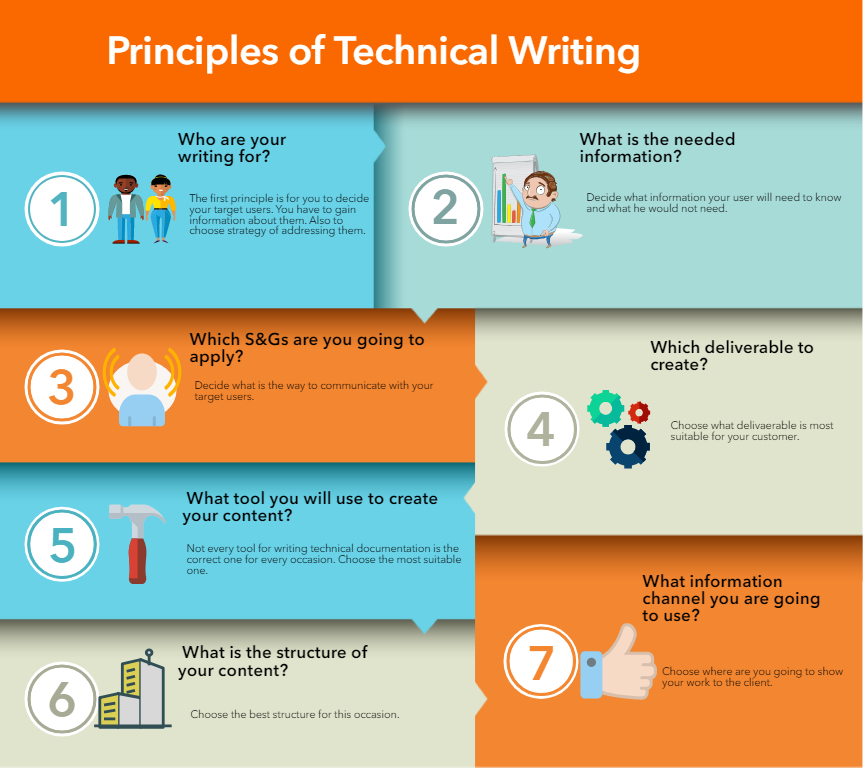 Principles of Technical Writing
1
Who are your
writing for?
The first principle is for you to decide
your target users. You have to gain
information about them. Also to
choose strategy of addressing them.
2
What is the needed
information?
Decide what information your user will need to know
and what he would not need.
3
Which S&Gs are you going to
apply?
Decide what is the way to communicate with your
target users.
4
Which deliverable to
create?
Choose what delivaerable is most
suitable for your customer.
5
What tool you will use to create
your content?
Not every tool for writing technical documentation is the
correct one for every occasion. Choose the most suitable
one.
6
What is the structure of
your content?
Choose the best structure for this occasion.
7
What information
channel you are going
to use?
Choose where are you going to show
your work to the client.